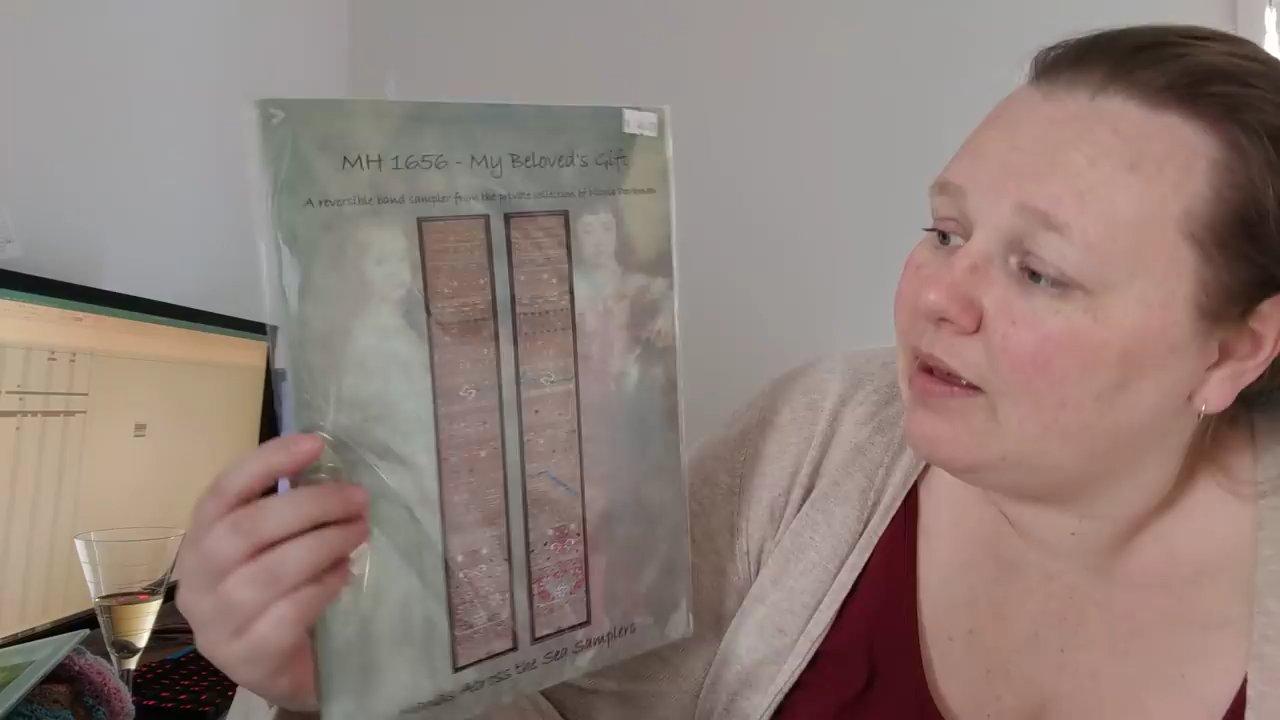 MH 1656 - My Beloved's Gift
A reversible band sampler from the private collection of
Across the Sea Samplers